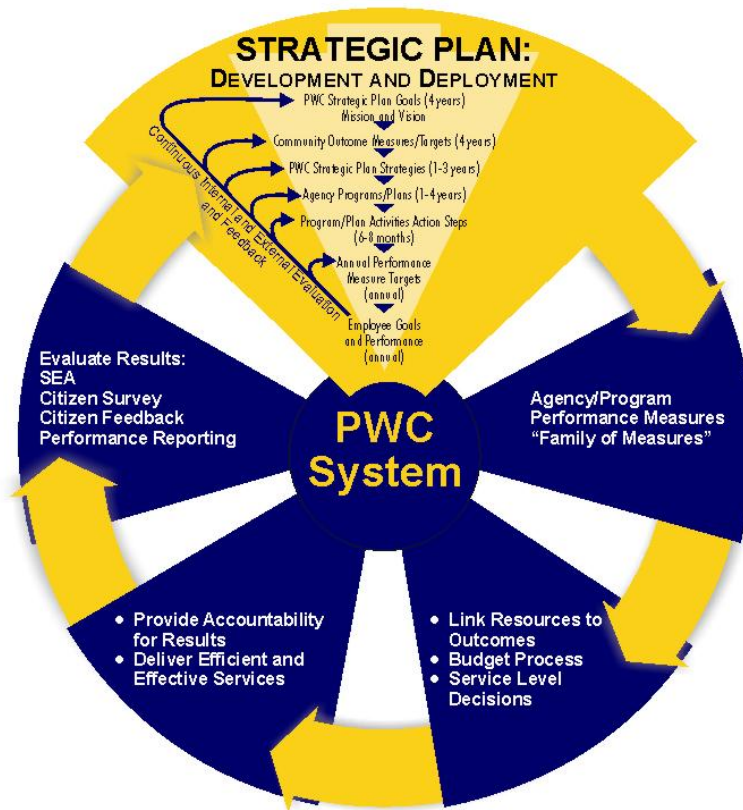 STRATEGIC PLAN:
DEVELOPMENT AND DEPLOYMENT
PWC Strategic Plan Goals (4 years)
Mission and Vision
Community Outcome Measures/Targets (4 years)
PWC Strategic Plan Strategies (1-3 years)
Agency Programs/Plans (1-4 years)
Program/Plan Activities Action Steps
(6-8 months)
Annual Performance
Measure Targets
(annual)
Employee Goals
and Performance
(annual)
Continuous Internal and External Evaluation
and Feedback
Agency/Program
Performance Measures
“Family of Measures”
• Link Resources to
Outcomes
• Budget Process
• Service Level
Decisions
• Provide Accountability
for Results
• Deliver Efficient and
Effective Services
Evaluate Results:
SEA
Citizen Survey
Citizen Feedback
Performance Reporting
PWC
System